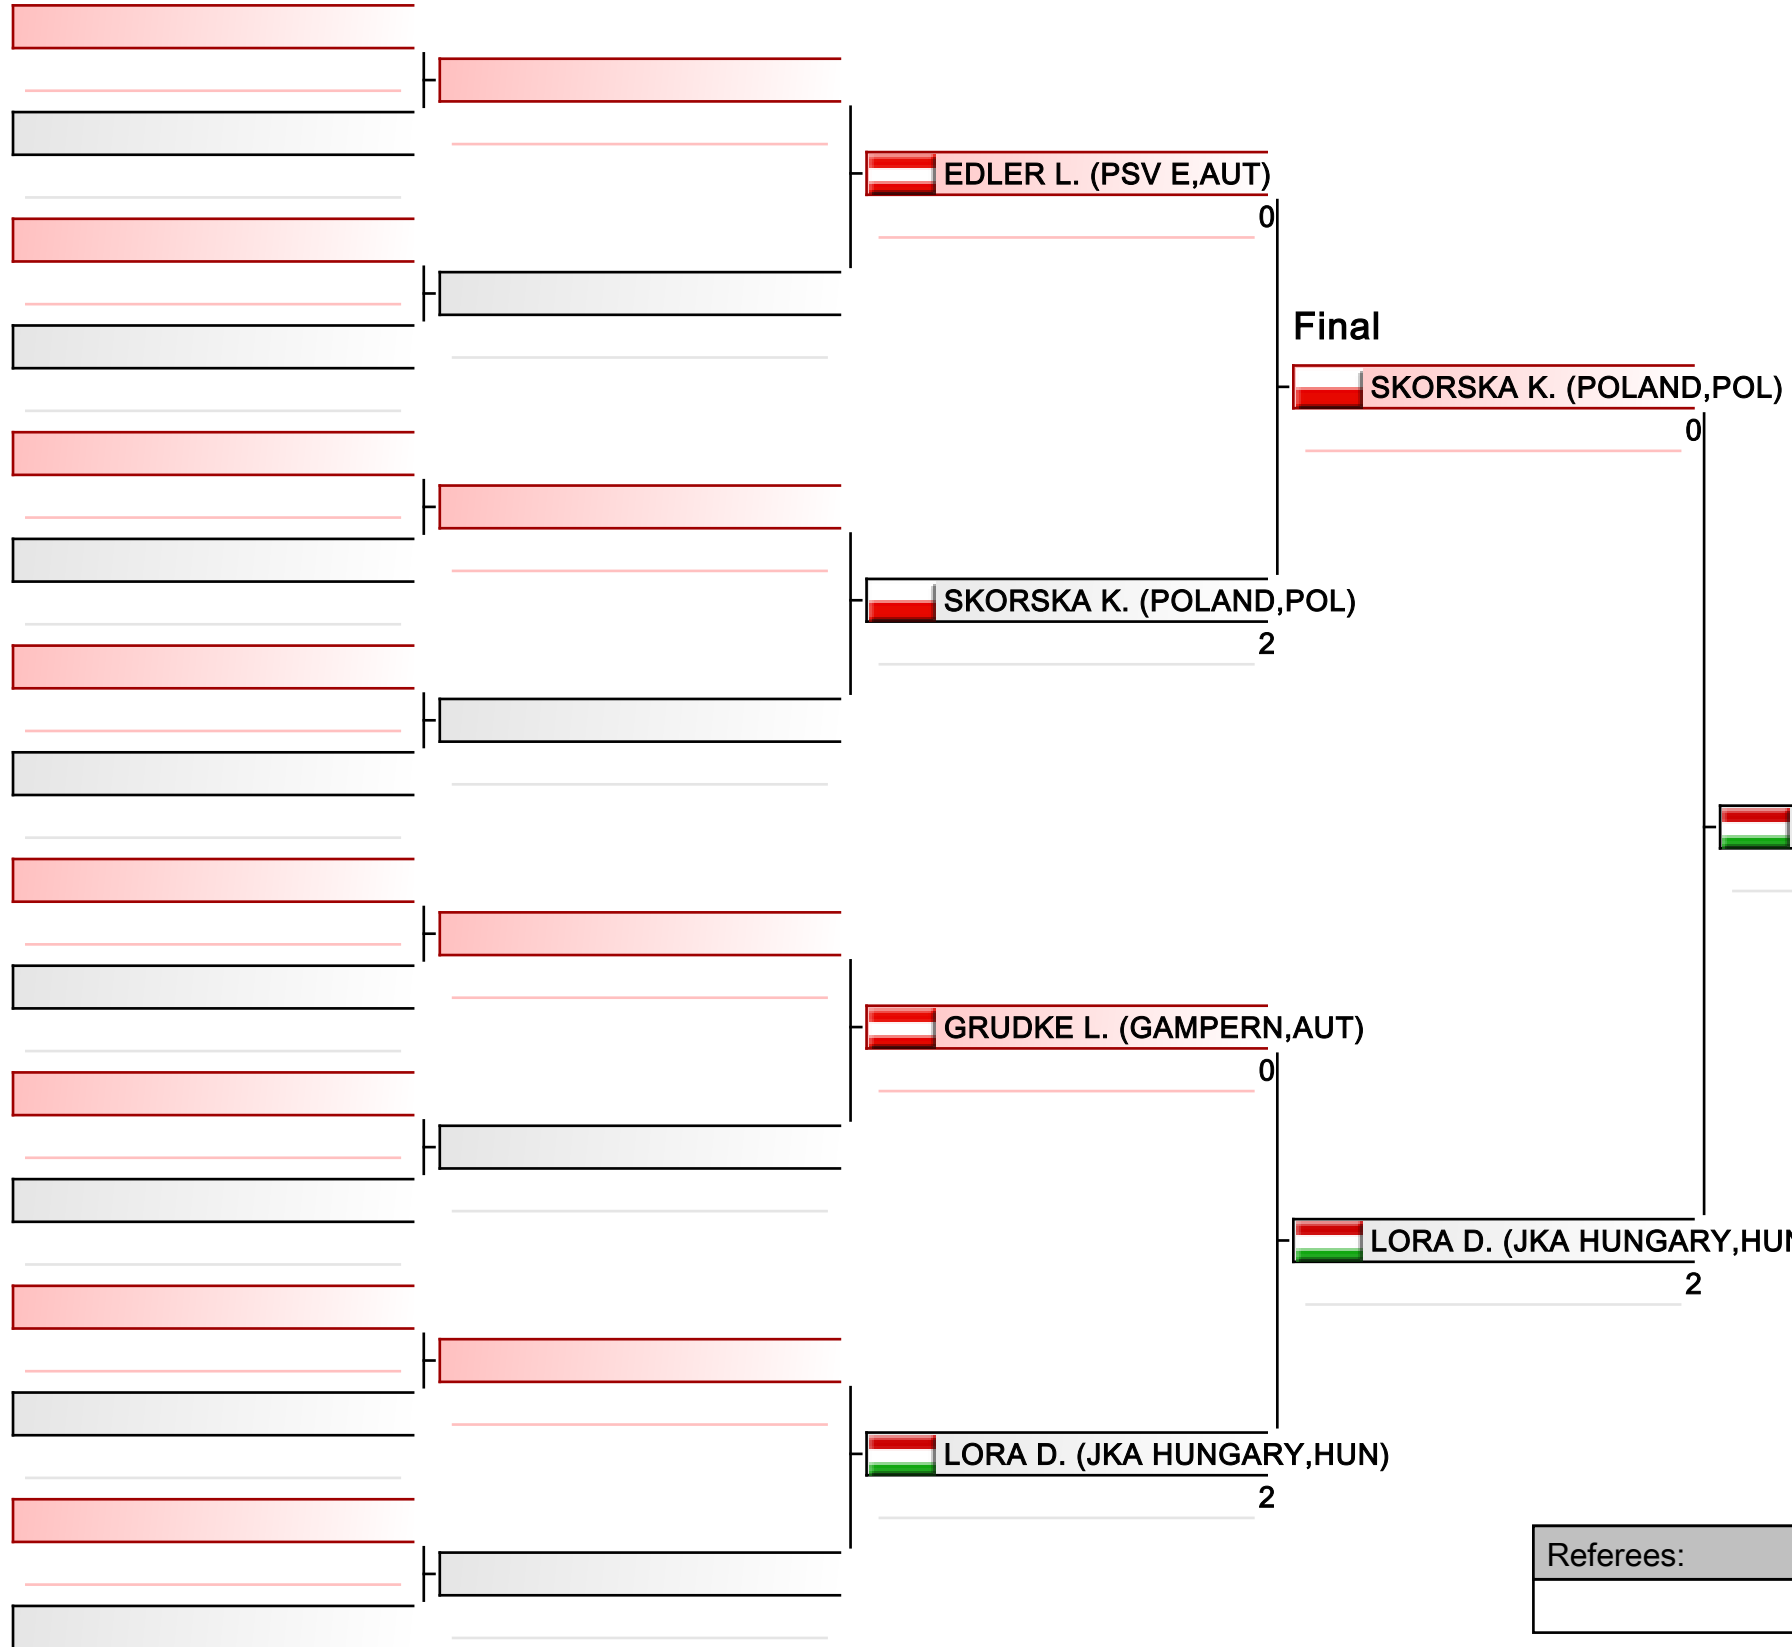 EDLER L. (PSV E,AUT)
0
Final
SKORSKA K. (POLAND,POL)
0
SKORSKA K. (POLAND,POL)
2
GRUDKE L. (GAMPERN,AUT)
0
LORA D. (JKA HUNGARY,HUN
2
LORA D. (JKA HUNGARY,HUN)
2
Referees: